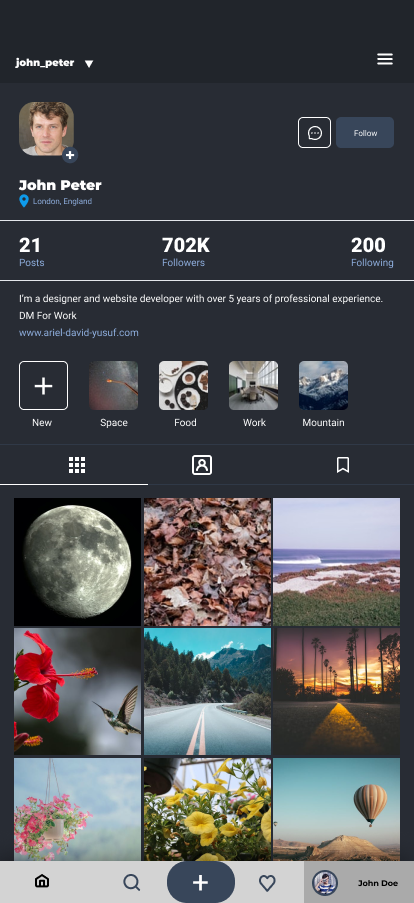 john_peter
Follow
John Peter
London, England
21 702K 200
Posts Followers Following
I'm a designer and website developer with over 5 years of professional experience.
DM For Work
www.ariel-david-yusuf.com
New Space Food Work Mountain
John Doe